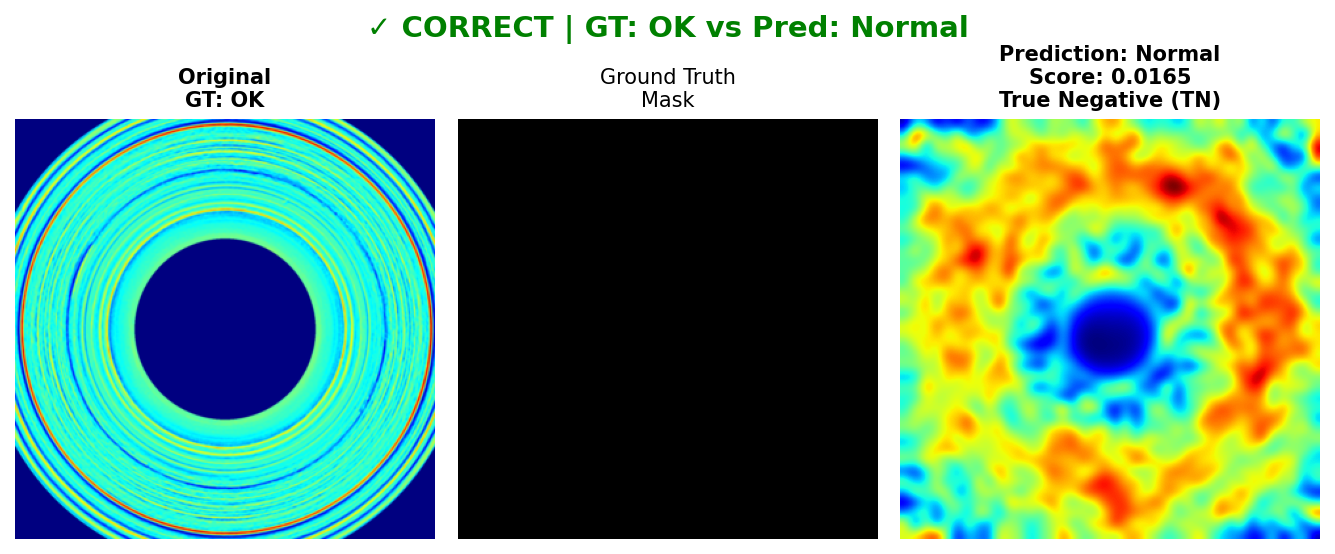 ✓ CORRECT | GT: OK vs Pred: Normal
Original
GT: OK
Ground Truth
Mask
Prediction: Normal
Score: 0.0165
True Negative (TN)